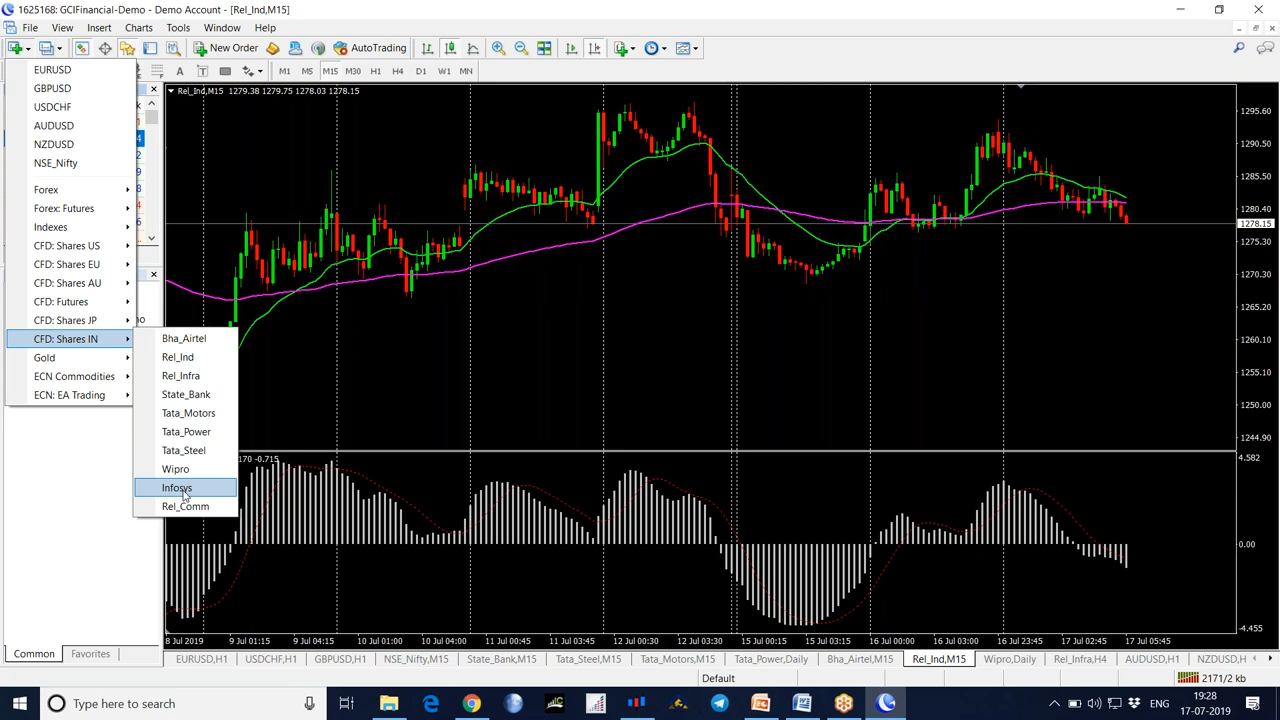 1625168: GCIFinancial-Demo - Demo Account - [Rel_Ind,M15]
File View Insert Charts Tools Window Help
New Order AutoTrading
A T M1 M5 M15 M30 H1 H4 D1 W1 MN
EURUSD
GBPUSD
USDCHF
AUDUSD
NZDUSD
NSE_Nifty
Forex
Forex: Futures
Indexes
CFD: Shares US
CFD: Shares EU
CFD: Shares AU
CFD: Futures
CFD: Shares JP
CFD: Shares IN
Gold
ECN Commodities
ECN: EA Trading
Bha_Airtel
Rel_Ind
Rel_Infra
State_Bank
Tata_Motors
Tata_Power
Tata_Steel
Wipro
Infosys
Rel_Comm
Rel_Ind,M15 1279.38 1279.75 1278.03 1278.15
1295.60
1290.50
1285.50
1280.40
1278.15
1275.30
1270.30
1265.20
1260.10
1255.10
1250.00
1244.90
170 -0.715
4.582
0.00
-4.455
8 Jul 2019 9 Jul 01:15 9 Jul 04:15 10 Jul 01:00 10 Jul 04:00 11 Jul 00:45 11 Jul 03:45 12 Jul 00:30 12 Jul 03:30 15 Jul 00:15 15 Jul 03:15 16 Jul 00:00 16 Jul 03:00 16 Jul 23:45 17 Jul 02:45 17 Jul 05:45
Common Favorites
EURUSD,H1 USDCHF,H1 GBPUSD,H1 NSE_Nifty,M15 State_Bank,M15 Tata_Steel,M15 Tata_Motors,M15 Tata_Power,Daily Bha_Airtel,M15 Rel_Ind,M15 Wipro,Daily Rel_Infra,H4 AUDUSD,H1 NZDUSD,H
Default 2171/2 kb
Type here to search
ENG
19:28
17-07-2019